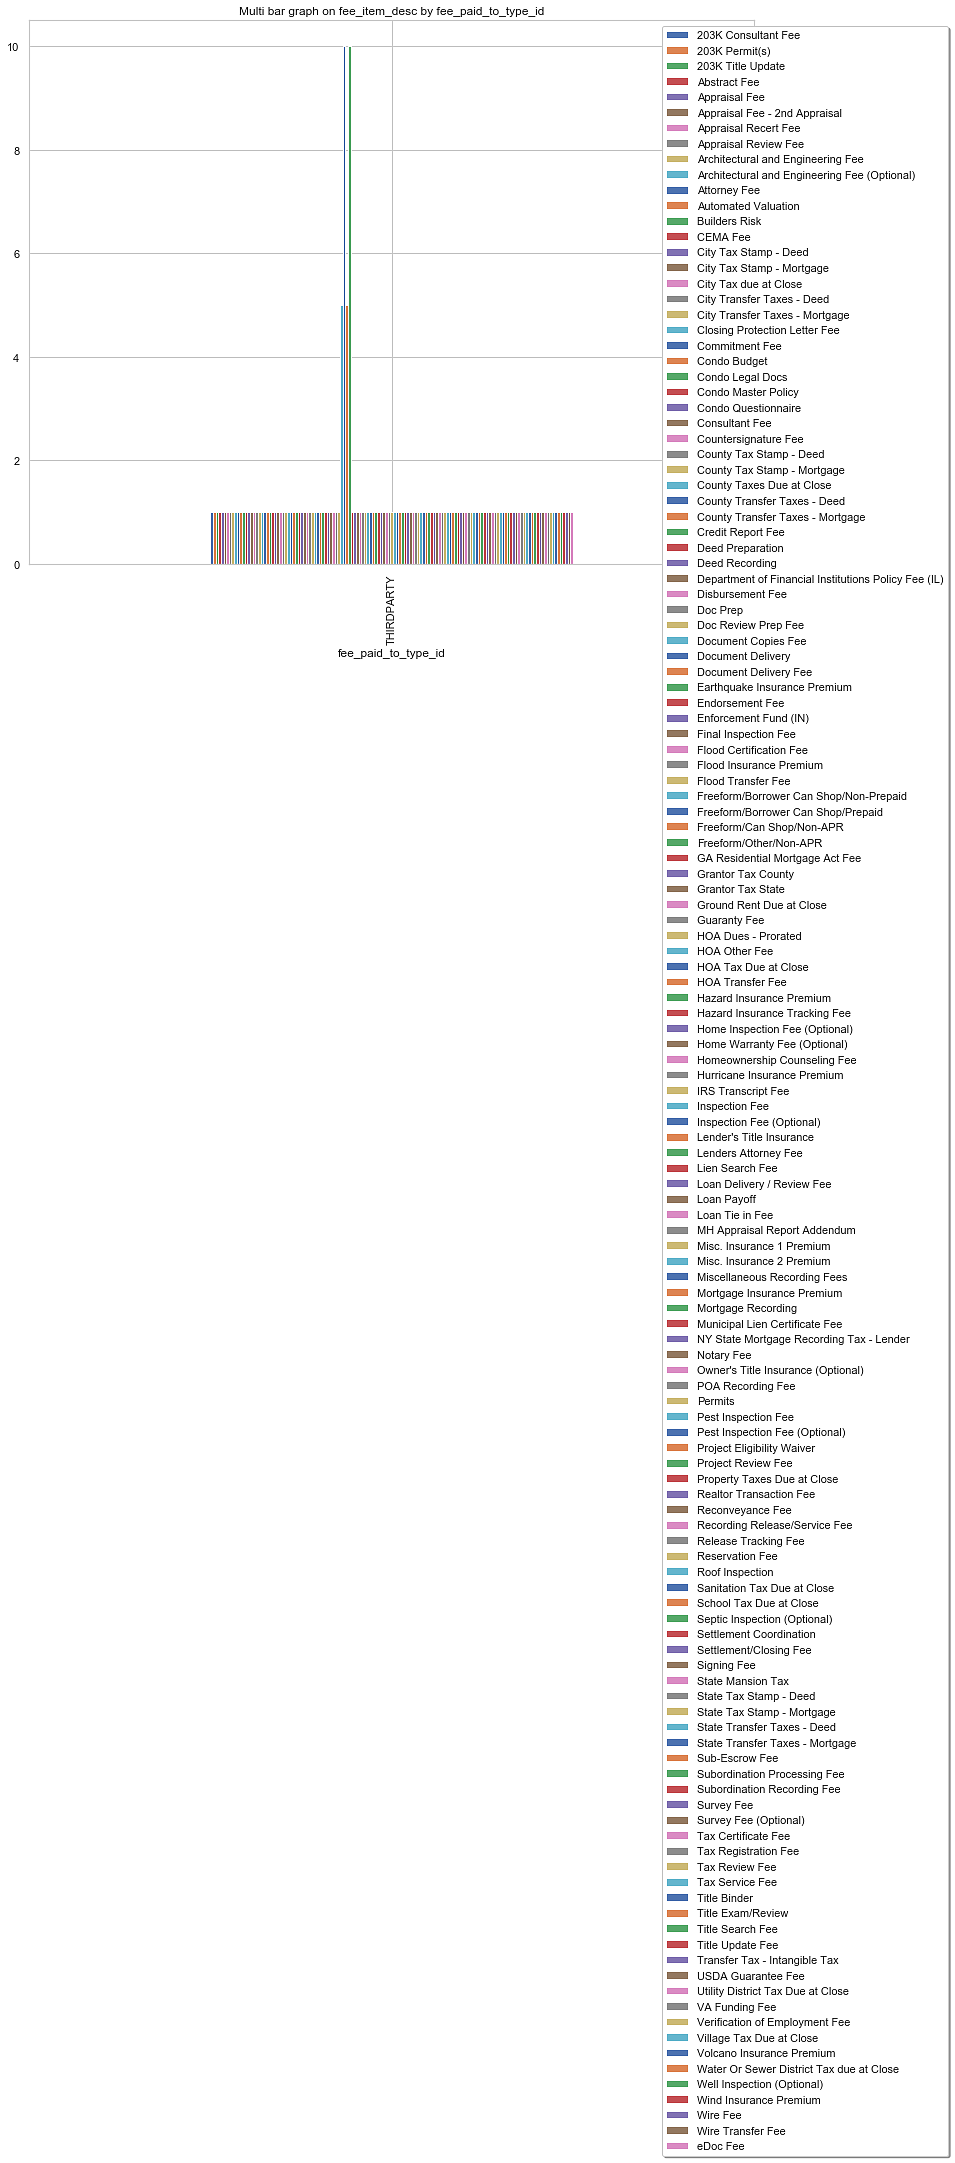 Multi bar graph on fee_item_desc by fee_paid_to_type_id
10
8
6
4
2
0
THIRDPARTY
fee_paid_to_type_id
203K Consultant Fee
203K Permit(s)
203K Title Update
Abstract Fee
Appraisal Fee
Appraisal Fee - 2nd Appraisal
Appraisal Recert Fee
Appraisal Review Fee
Architectural and Engineering Fee
Architectural and Engineering Fee (Optional)
Attorney Fee
Automated Valuation
Builders Risk
CEMA Fee
City Tax Stamp - Deed
City Tax Stamp - Mortgage
City Tax due at Close
City Transfer Taxes - Deed
City Transfer Taxes - Mortgage
Closing Protection Letter Fee
Commitment Fee
Condo Budget
Condo Legal Docs
Condo Master Policy
Condo Questionnaire
Consultant Fee
Countersignature Fee
County Tax Stamp - Deed
County Tax Stamp - Mortgage
County Taxes Due at Close
County Transfer Taxes - Deed
County Transfer Taxes - Mortgage
Credit Report Fee
Deed Preparation
Deed Recording
Department of Financial Institutions Policy Fee (IL)
Disbursement Fee
Doc Prep
Doc Review Prep Fee
Document Copies Fee
Document Delivery
Document Delivery Fee
Earthquake Insurance Premium
Endorsement Fee
Enforcement Fund (IN)
Final Inspection Fee
Flood Certification Fee
Flood Insurance Premium
Flood Transfer Fee
Freeform/Borrower Can Shop/Non-Prepaid
Freeform/Borrower Can Shop/Prepaid
Freeform/Can Shop/Non-APR
Freeform/Other/Non-APR
GA Residential Mortgage Act Fee
Grantor Tax County
Grantor Tax State
Ground Rent Due at Close
Guaranty Fee
HOA Dues - Prorated
HOA Other Fee
HOA Tax Due at Close
HOA Transfer Fee
Hazard Insurance Premium
Hazard Insurance Tracking Fee
Home Inspection Fee (Optional)
Home Warranty Fee (Optional)
Homeownership Counseling Fee
Hurricane Insurance Premium
IRS Transcript Fee
Inspection Fee
Inspection Fee (Optional)
Lender's Title Insurance
Lenders Attorney Fee
Lien Search Fee
Loan Delivery / Review Fee
Loan Payoff
Loan Tie in Fee
MH Appraisal Report Addendum
Misc. Insurance 1 Premium
Misc. Insurance 2 Premium
Miscellaneous Recording Fees
Mortgage Insurance Premium
Mortgage Recording
Municipal Lien Certificate Fee
NY State Mortgage Recording Tax - Lender
Notary Fee
Owner's Title Insurance (Optional)
POA Recording Fee
Permits
Pest Inspection Fee
Pest Inspection Fee (Optional)
Project Eligibility Waiver
Project Review Fee
Property Taxes Due at Close
Realtor Transaction Fee
Reconveyance Fee
Recording Release/Service Fee
Release Tracking Fee
Reservation Fee
Roof Inspection
Sanitation Tax Due at Close
School Tax Due at Close
Septic Inspection (Optional)
Settlement Coordination
Settlement/Closing Fee
Signing Fee
State Mansion Tax
State Tax Stamp - Deed
State Tax Stamp - Mortgage
State Transfer Taxes - Deed
State Transfer Taxes - Mortgage
Sub-Escrow Fee
Subordination Processing Fee
Subordination Recording Fee
Survey Fee
Survey Fee (Optional)
Tax Certificate Fee
Tax Registration Fee
Tax Review Fee
Tax Service Fee
Title Binder
Title Exam/Review
Title Search Fee
Title Update Fee
Transfer Tax - Intangible Tax
USDA Guarantee Fee
Utility District Tax Due at Close
VA Funding Fee
Verification of Employment Fee
Village Tax Due at Close
Volcano Insurance Premium
Water Or Sewer District Tax due at Close
Well Inspection (Optional)
Wind Insurance Premium
Wire Fee
Wire Transfer Fee
eDoc Fee